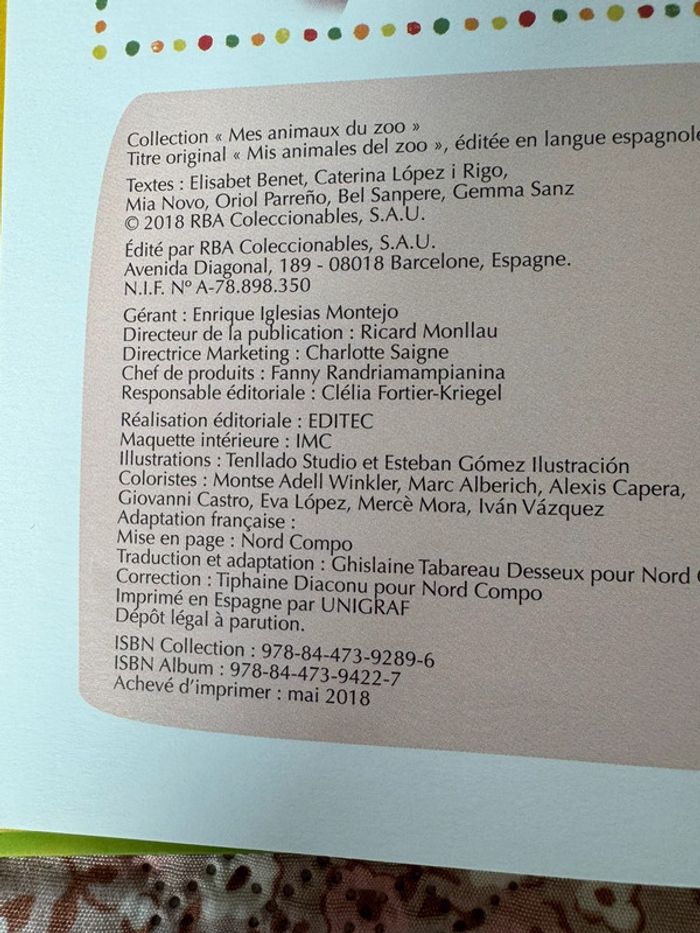 Collection « Mes animaux du zoo »
Titre original « Mis animales del zoo », éditée en langue espagnole
Textes : Elisabet Benet, Caterina López i Rigo,
Mia Novo, Oriol Parreño, Bel Sanpere, Gemma Sanz
© 2018 RBA Coleccionables, S.A.U.
Édité par RBA Coleccionables, S.A.U.
Avenida Diagonal, 189 - 08018 Barcelone, Espagne.
N.I.F. Nº A-78.898.350
Gérant : Enrique Iglesias Montejo
Directeur de la publication : Ricard Monllau
Directrice Marketing : Charlotte Saigne
Chef de produits : Fanny Randriamampianina
Responsable éditoriale : Clélia Fortier-Kriegel
Réalisation éditoriale : EDITEC
Maquette intérieure : IMC
Illustrations : Tenllado Studio et Esteban Gómez Ilustración
Coloristes : Montse Adell Winkler, Marc Alberich, Alexis Capera,
Giovanni Castro, Eva López, Mercè Mora, Iván Vázquez
Adaptation française :
Mise en page : Nord Compo
Traduction et adaptation : Ghislaine Tabareau Desseux pour Nord
Correction : Tiphaine Diaconu pour Nord Compo
Imprimé en Espagne par UNIGRAF
Dépôt légal à parution.
ISBN Collection : 978-84-473-9289-6
ISBN Album : 978-84-473-9422-7
Achevé d'imprimer : mai 2018